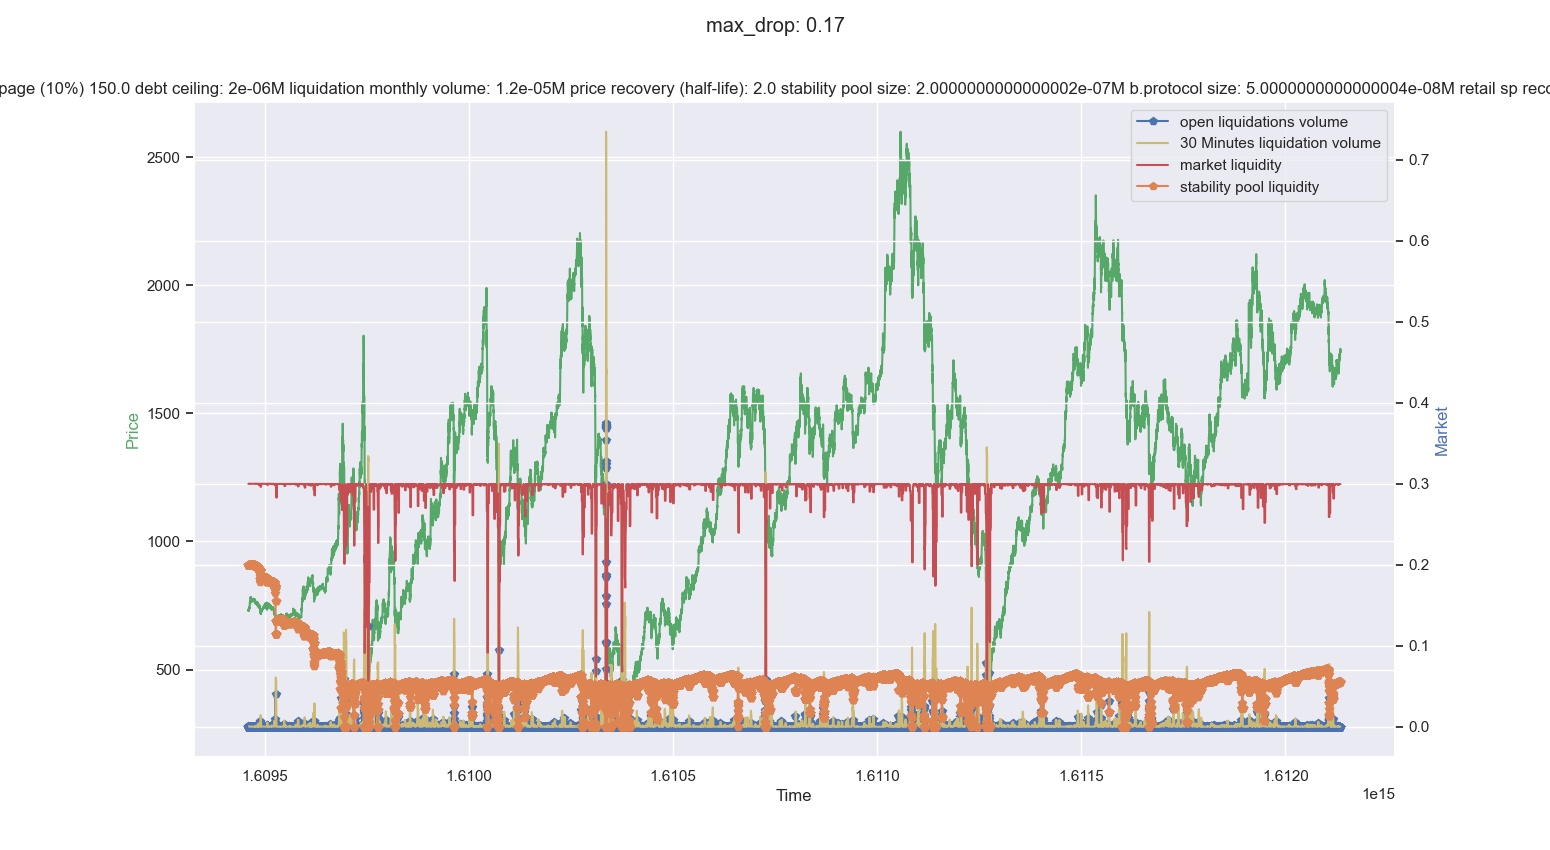 max_drop: 0.17
page (10%) 150.0 debt ceiling: 2e-06M liquidation monthly volume: 1.2e-05M price recovery (half-life): 2.0 stability pool size: 2.0000000000000002e-07M b.protocol size: 5.0000000000000004e-08M retail sp reco
open liquidations volume
30 Minutes liquidation volume
market liquidity
stability pool liquidity
2500
2000
1500
1000
500
Price
0.7
0.6
0.5
0.4
0.3
0.2
0.1
0.0
Market
1.6095
1.6100
1.6105
1.6110
1.6115
1.6120
1e15
Time